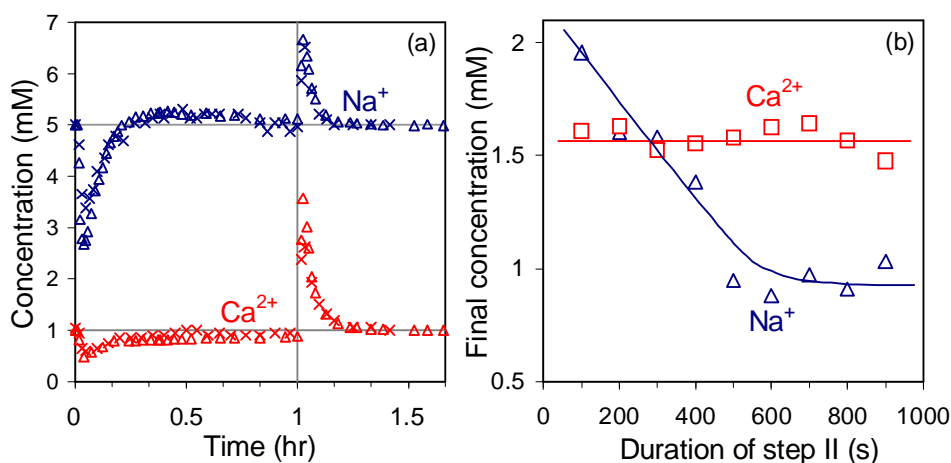 (a)
Concentration (mM)
7
6
5
4
3
2
1
0
Na⁺
Ca²⁺
0
0.5
1
1.5
Time (hr)
(b)
Final concentration (mM)
2
1.5
1
0.5
Ca²⁺
Na⁺
0
200
400
600
800
1000
Duration of step II (s)